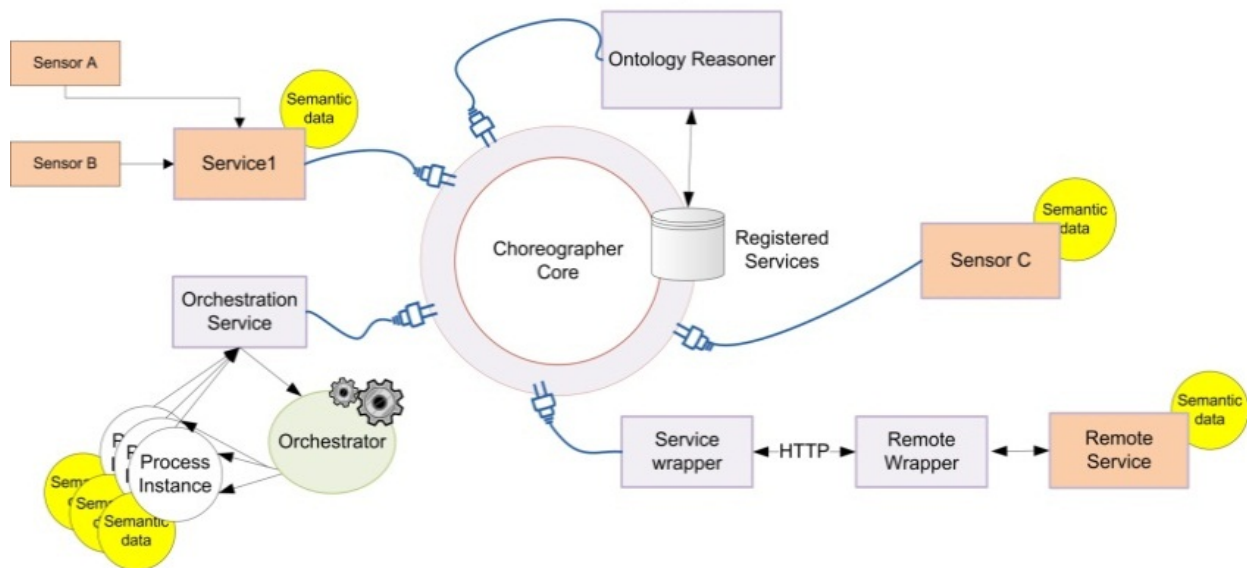 Sensor A
Sensor B
Semantic
data
Service1
Ontology Reasoner
Choreographer
Core
Registered
Services
Semantic
data
Sensor C
Orchestration
Service
Orchestrator
Process
Instance
Semantic
data
Service
wrapper
HTTP
Remote
Wrapper
Remote
Service
Semantic
data